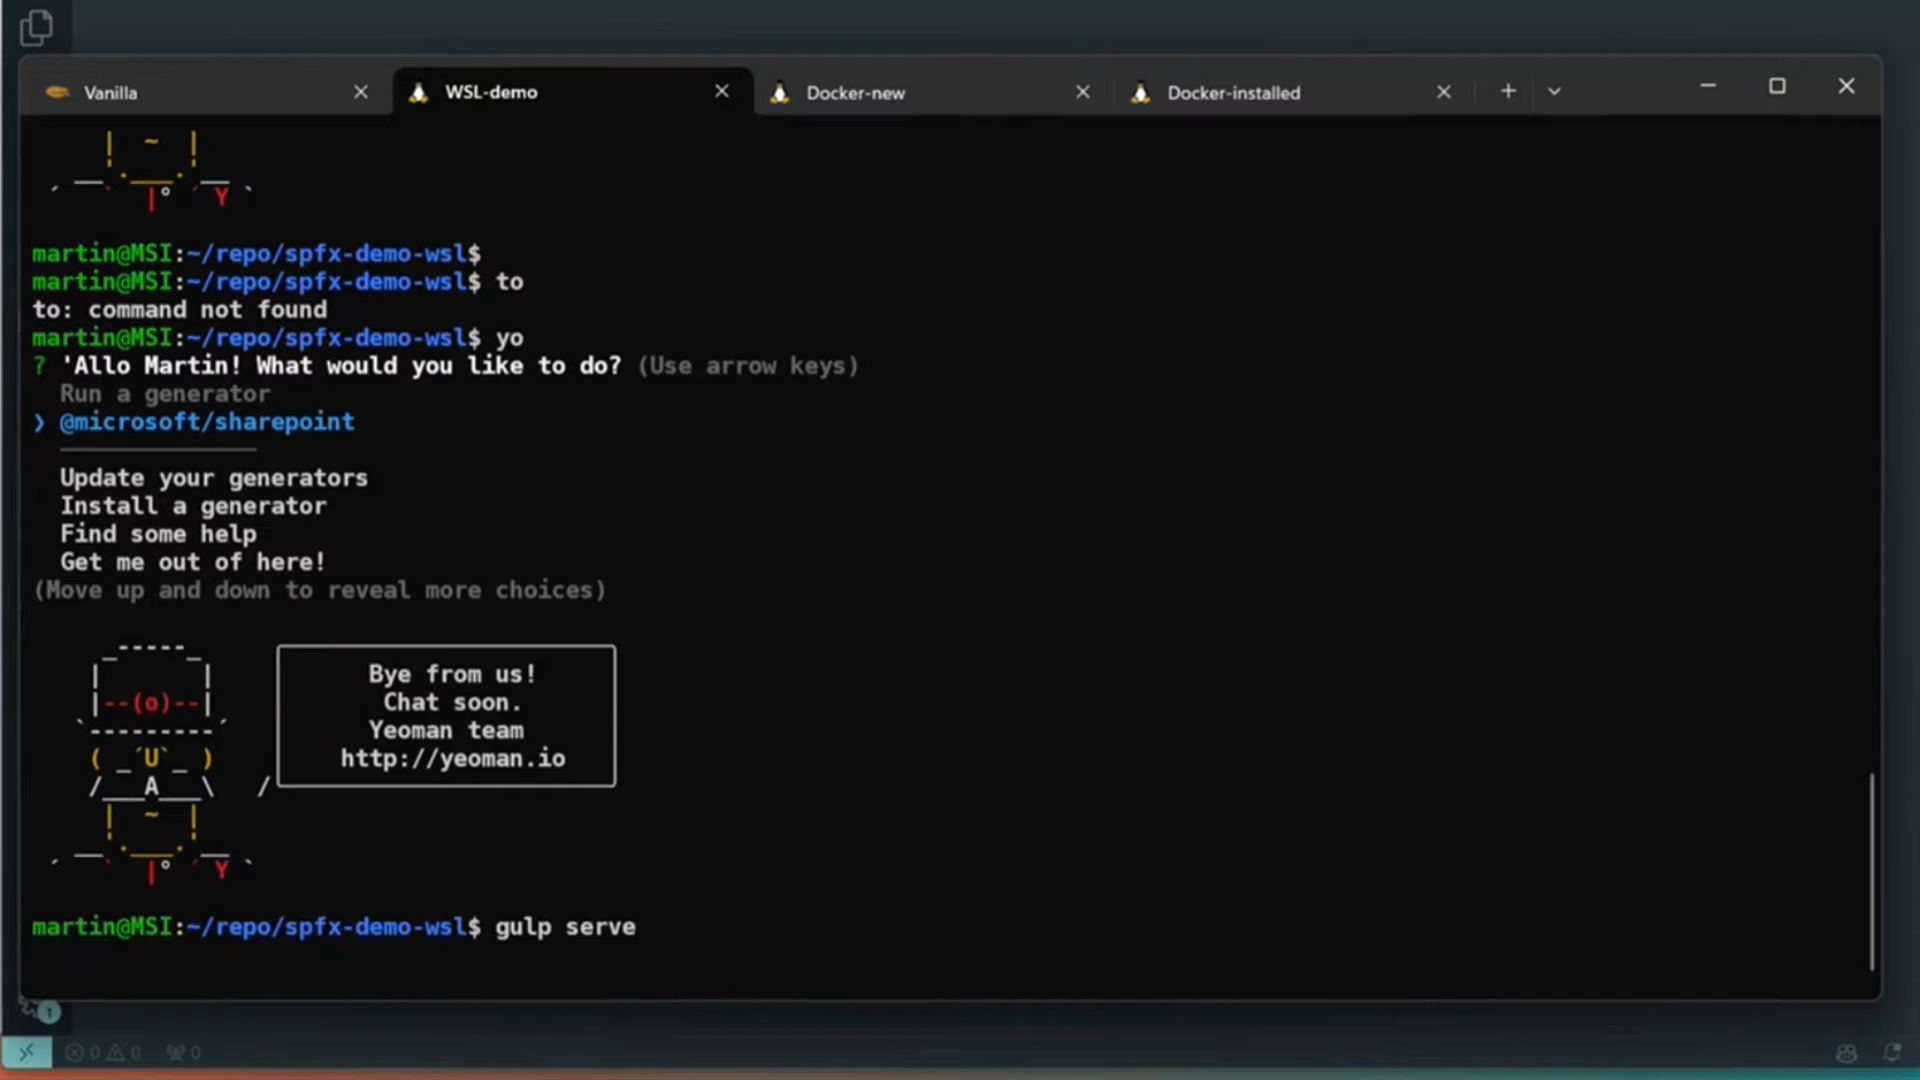 Vanilla
WSL-demo
Docker-new
Docker-installed
martin@MSI:~/repo/spfx-demo-wsl$
martin@MSI:~/repo/spfx-demo-wsl$ to
to: command not found
martin@MSI:~/repo/spfx-demo-wsl$ yo
? 'Allo Martin! What would you like to do? (Use arrow keys)
Run a generator
❯ @microsoft/sharepoint
──────────────
Update your generators
Install a generator
Find some help
Get me out of here!
(Move up and down to reveal more choices)
Bye from us!
Chat soon.
Yeoman team
http://yeoman.io
martin@MSI:~/repo/spfx-demo-wsl$ gulp serve
1
0 0 0